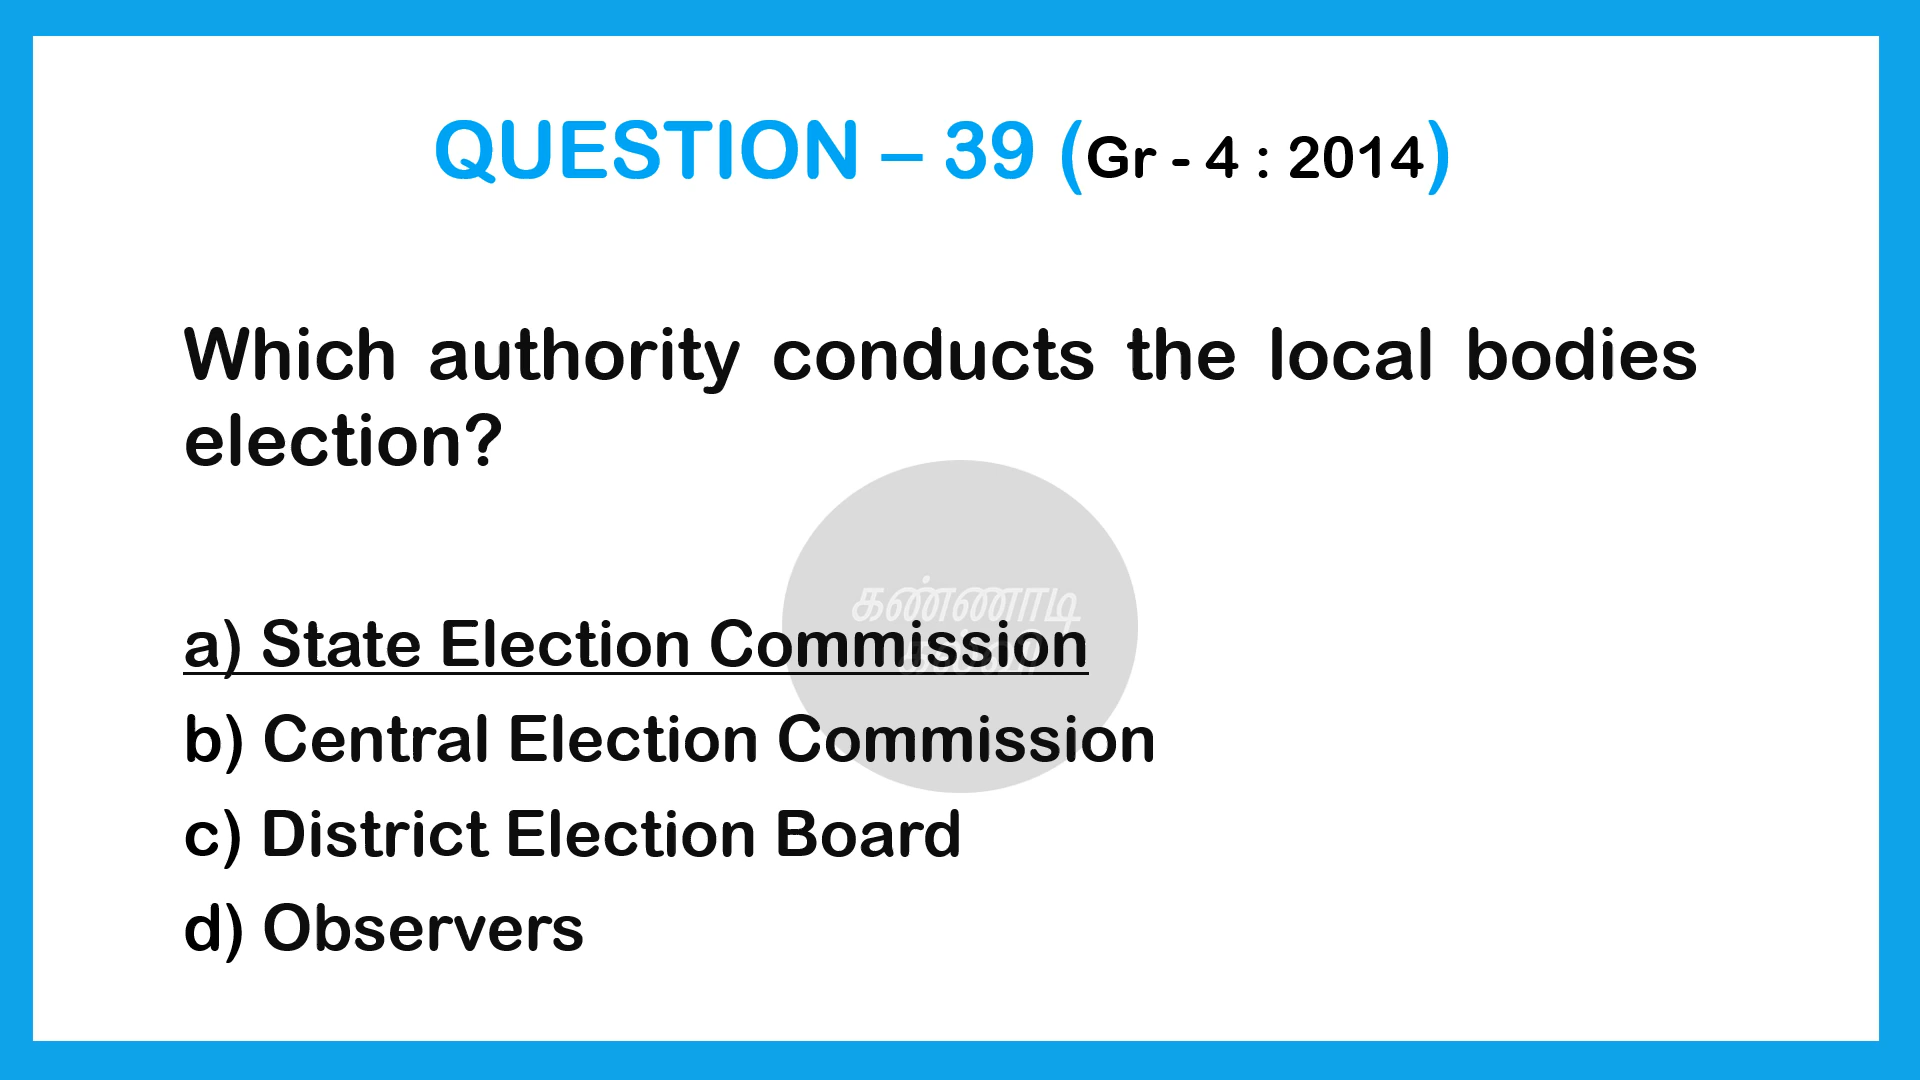 QUESTION – 39 (Gr - 4 : 2014)
Which authority conducts the local bodies
election?
கண்ணாடி
a) State Election Commission
b) Central Election Commission
c) District Election Board
d) Observers